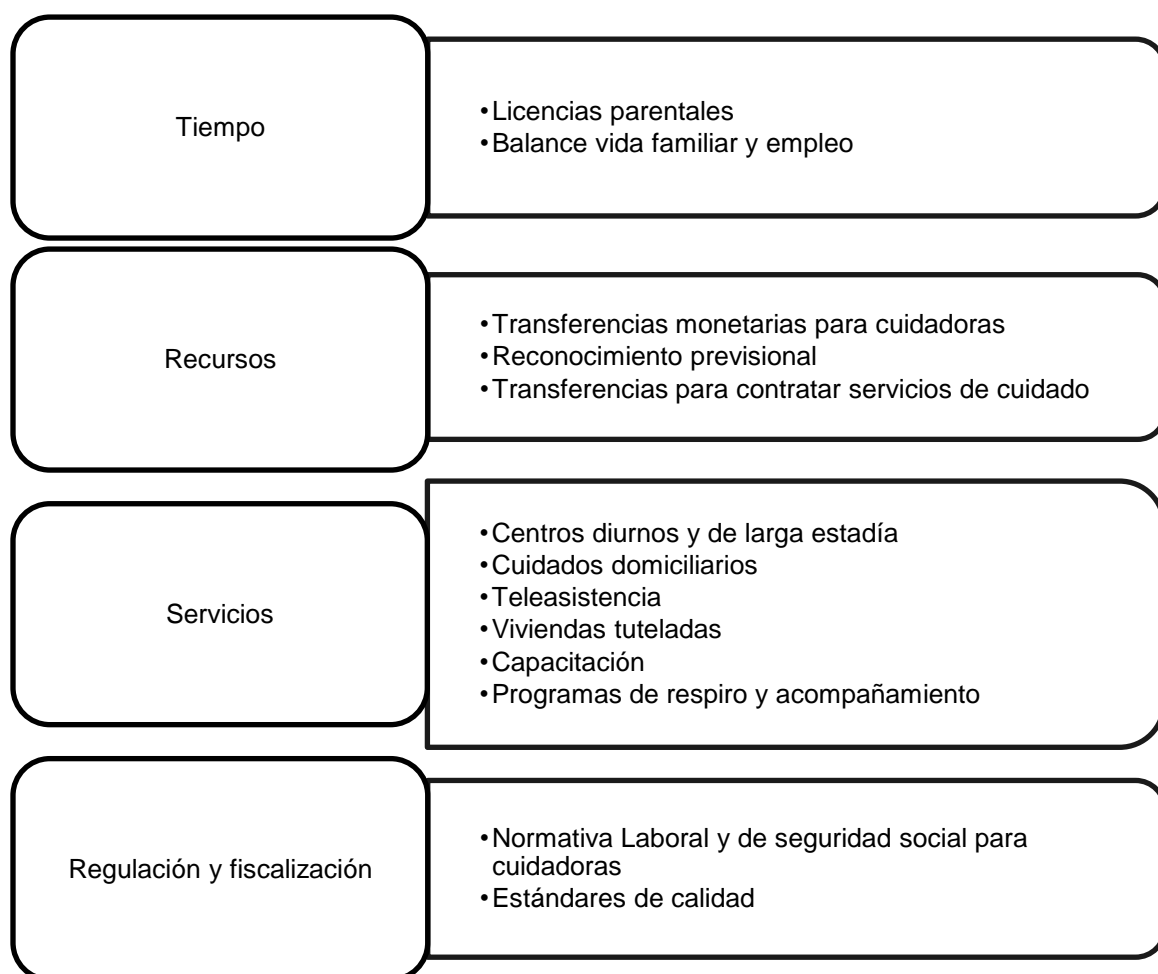 Tiempo
•Licencias parentales
•Balance vida familiar y empleo
Recursos
•Transferencias monetarias para cuidadoras
•Reconocimiento previsional
•Transferencias para contratar servicios de cuidado
Servicios
•Centros diurnos y de larga estadía
•Cuidados domiciliarios
•Teleasistencia
•Viviendas tuteladas
•Capacitación
•Programas de respiro y acompañamiento
Regulación y fiscalización
•Normativa Laboral y de seguridad social para
cuidadoras
•Estándares de calidad